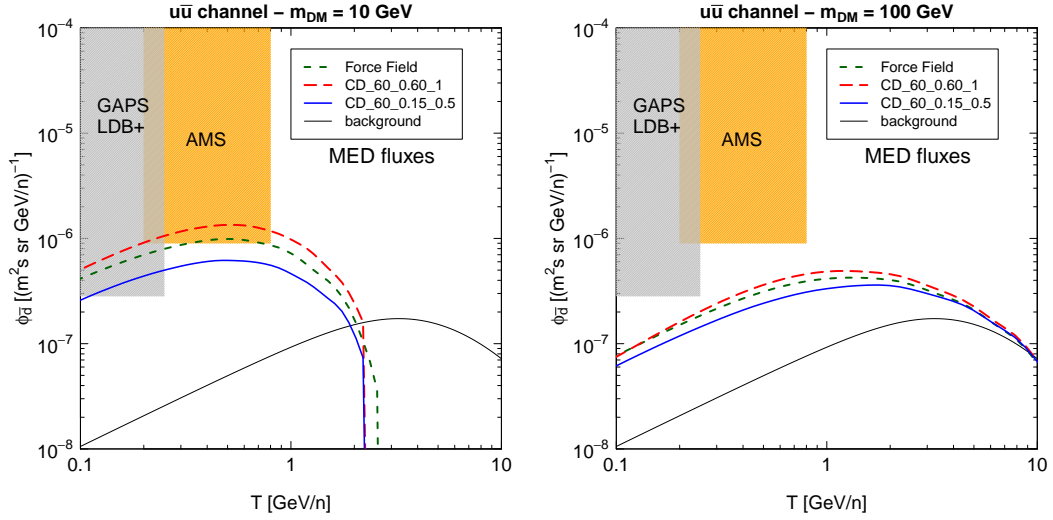 uū channel – m_DM = 10 GeV
10⁻⁴
10⁻⁵
10⁻⁶
10⁻⁷
10⁻⁸
ϕ_d̄ [(m²s sr GeV/n)⁻¹]
GAPS
LDB+
AMS
Force Field
CD_60_0.60_1
CD_60_0.15_0.5
background
MED fluxes
0.1 1 10
T [GeV/n]
uū channel – m_DM = 100 GeV
10⁻⁴
10⁻⁵
10⁻⁶
10⁻⁷
10⁻⁸
ϕ_d̄ [(m²s sr GeV/n)⁻¹]
GAPS
LDB+
AMS
Force Field
CD_60_0.60_1
CD_60_0.15_0.5
background
MED fluxes
0.1 1 10
T [GeV/n]